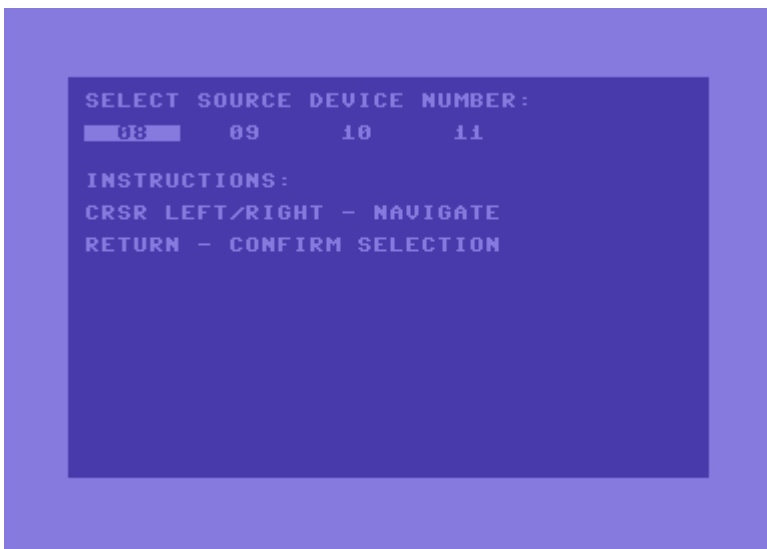 SELECT SOURCE DEVICE NUMBER:
08 09 10 11
INSTRUCTIONS:
CRSR LEFT/RIGHT - NAVIGATE
RETURN - CONFIRM SELECTION